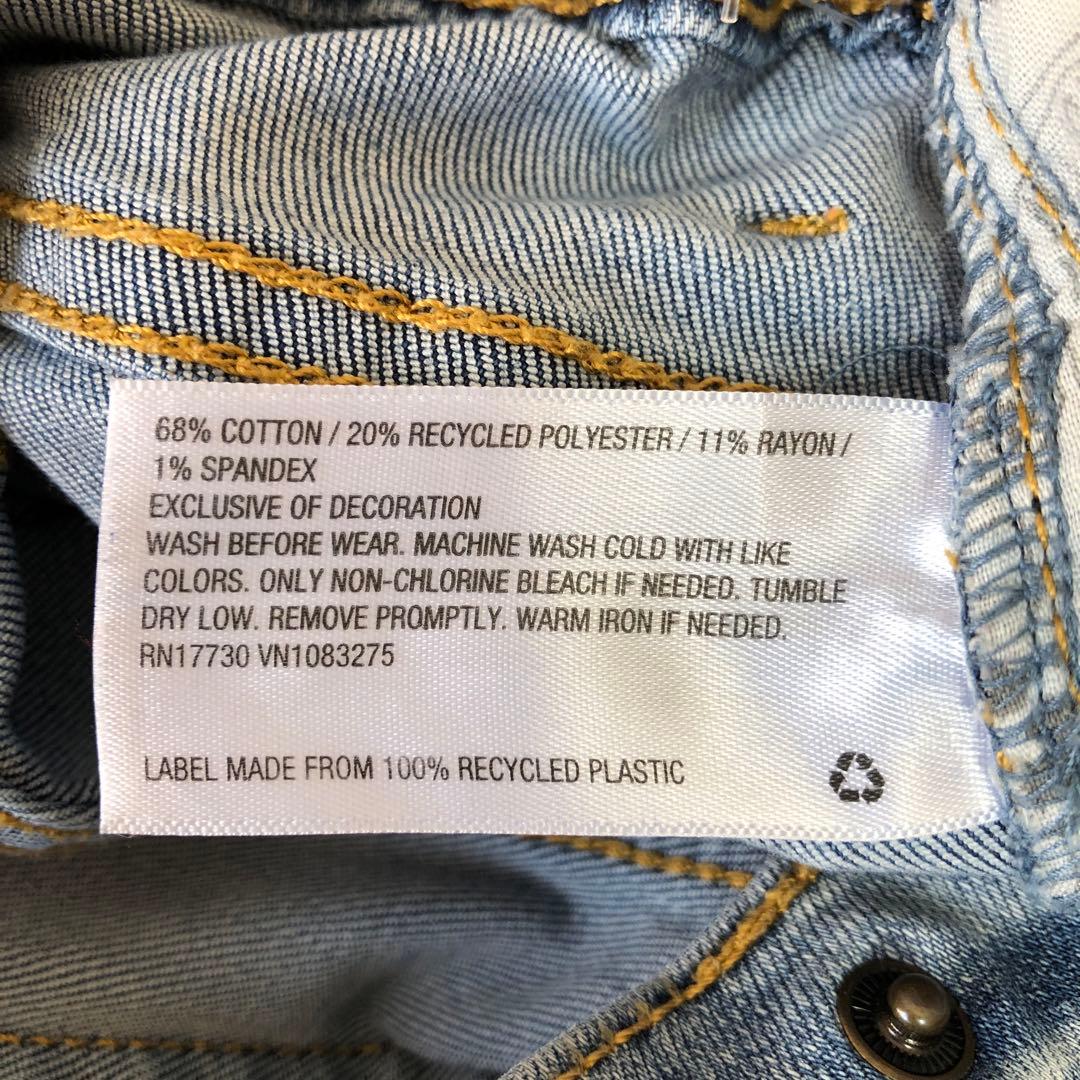 68% COTTON / 20% RECYCLED POLYESTER / 11% RAYON /
1% SPANDEX
EXCLUSIVE OF DECORATION
WASH BEFORE WEAR. MACHINE WASH COLD WITH LIKE
COLORS. ONLY NON-CHLORINE BLEACH IF NEEDED. TUMBLE
DRY LOW. REMOVE PROMPTLY. WARM IRON IF NEEDED.
RN17730 VN1083275
LABEL MADE FROM 100% RECYCLED PLASTIC